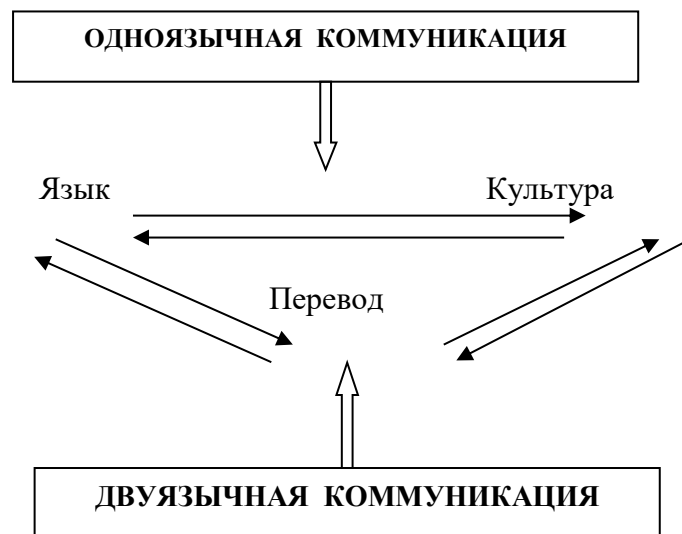 ОДНОЯЗЫЧНАЯ КОММУНИКАЦИЯ
Язык Культура
Перевод
ДВУЯЗЫЧНАЯ КОММУНИКАЦИЯ